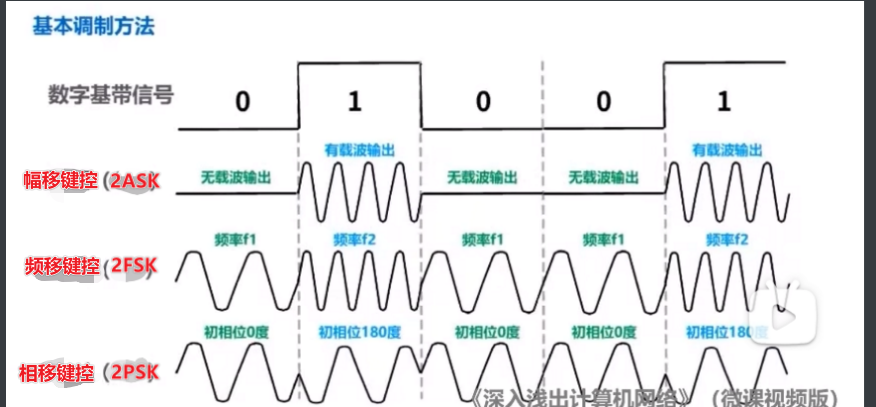 基本调制方法
数字基带信号 0 1 0 0 1
有载波输出 有载波输出
幅移键控 (2ASK) 无载波输出 无载波输出 无载波输出
频率f1 频率f2 频率f1 频率f1 频率f2
频移键控 (2FSK)
初相位0度 初相位180度 初相位0度 初相位0度 初相位180度
相移键控 (2PSK)
《深入浅出计算机网络》（微课视频版）